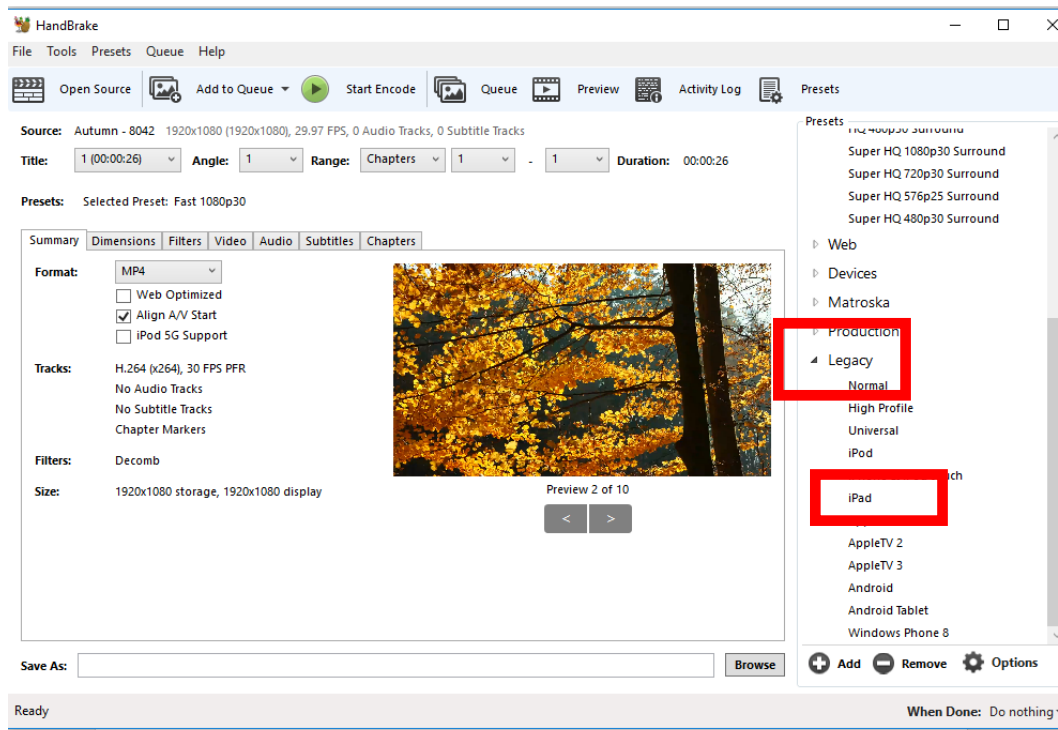 HandBrake
File Tools Presets Queue Help
Open Source Add to Queue Start Encode Queue Preview Activity Log Presets
Source: Autumn - 8042 1920x1080 (1920x1080), 29.97 FPS, 0 Audio Tracks, 0 Subtitle Tracks
Title: 1 (00:00:26) Angle: 1 Range: Chapters 1 - 1 Duration: 00:00:26
Presets: Selected Preset: Fast 1080p30
Summary Dimensions Filters Video Audio Subtitles Chapters
Format: MP4
Web Optimized
Align A/V Start
iPod 5G Support
Tracks: H.264 (x264), 30 FPS PFR
No Audio Tracks
No Subtitle Tracks
Chapter Markers
Filters: Decomb
Size: 1920x1080 storage, 1920x1080 display
Preview 2 of 10
< >
Save As: Browse
Presets
HQ 480p30 Surround
Super HQ 1080p30 Surround
Super HQ 720p30 Surround
Super HQ 576p25 Surround
Super HQ 480p30 Surround
Web
Devices
Matroska
Production
Legacy
Normal
High Profile
Universal
iPod
iPad
AppleTV 2
AppleTV 3
Android
Android Tablet
Windows Phone 8
Add Remove Options
Ready When Done: Do nothing